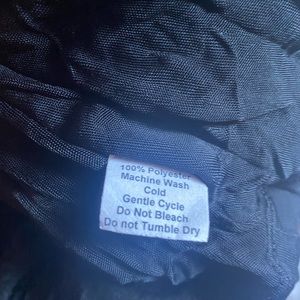 100% Polyester
Machine Wash
Cold
Gentle Cycle
Do Not Bleach
Do not Tumble Dry